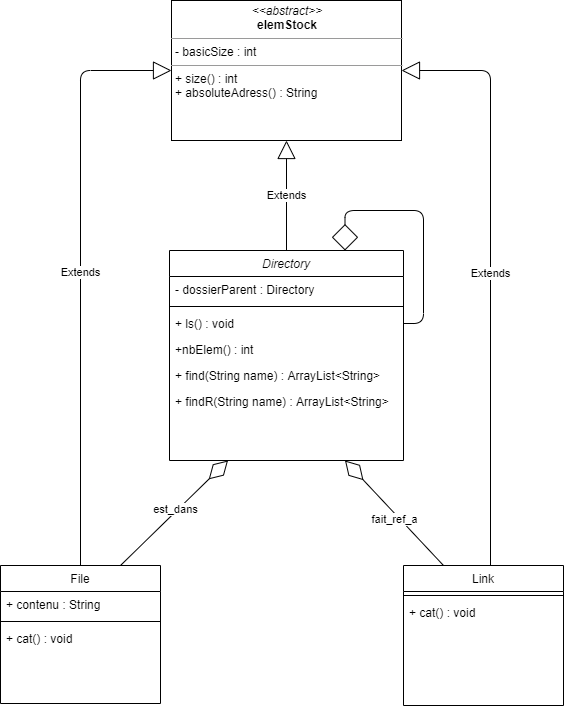 <<abstract>>
elemStock
- basicSize : int
+ size() : int
+ absoluteAdress() : String
Extends
Extends
Extends
Directory
- dossierParent : Directory
+ ls() : void
+nbElem() : int
+ find(String name) : ArrayList<String>
+ findR(String name) : ArrayList<String>
est_dans
fait_ref_a
File
+ contenu : String
+ cat() : void
Link
+ cat() : void